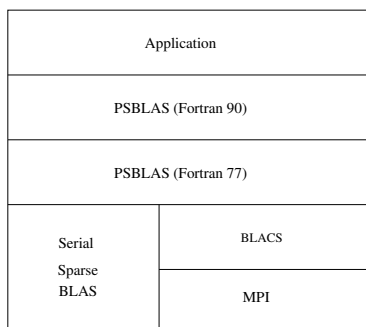 Application
PSBLAS (Fortran 90)
PSBLAS (Fortran 77)
Serial
Sparse
BLAS
BLACS
MPI